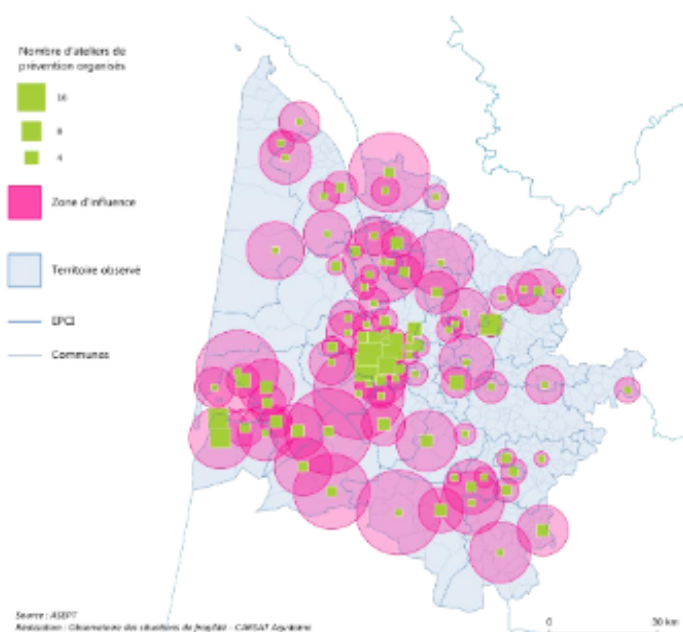 Nombre d'ateliers de
prévention organisés
16
8
4
Zone d'influence
Territoire observé
EPCI
Communes
Source : ASEPT
Réalisation : Observatoire des situations de fragilité - CARSAT Aquitaine
0 30 km